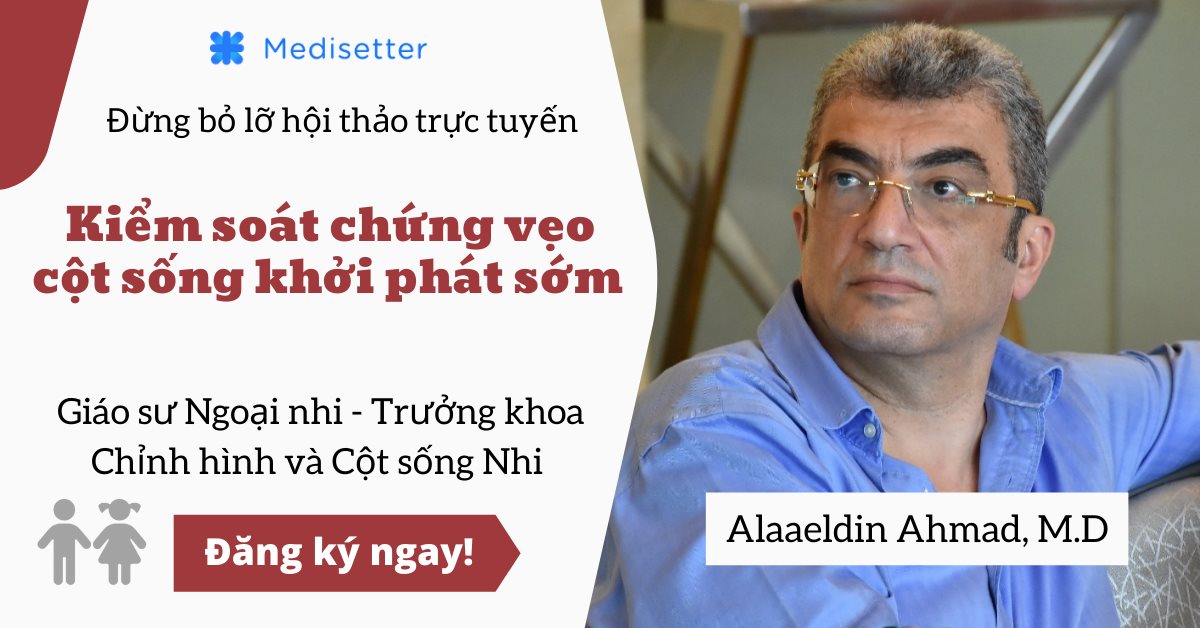 Medisetter
Đừng bỏ lỡ hội thảo trực tuyến
Kiểm soát chứng vẹo
cột sống khởi phát sớm
Giáo sư Ngoại nhi - Trưởng khoa
Chỉnh hình và Cột sống Nhi
Đăng ký ngay!
Alaaeldin Ahmad, M.D